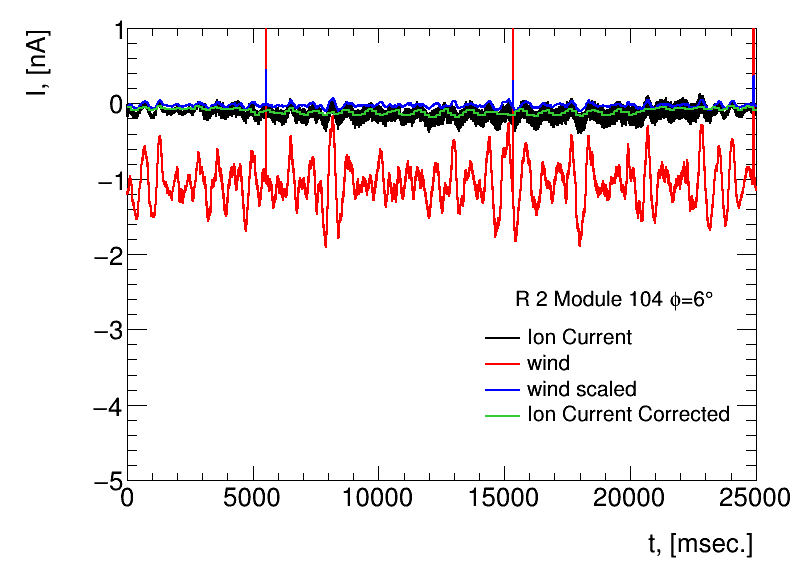 I, [nA]
1
0
−1
−2
−3
−4
−5
R 2 Module 104 ϕ=6°
Ion Current
wind
wind scaled
Ion Current Corrected
0 5000 10000 15000 20000 25000
t, [msec.]